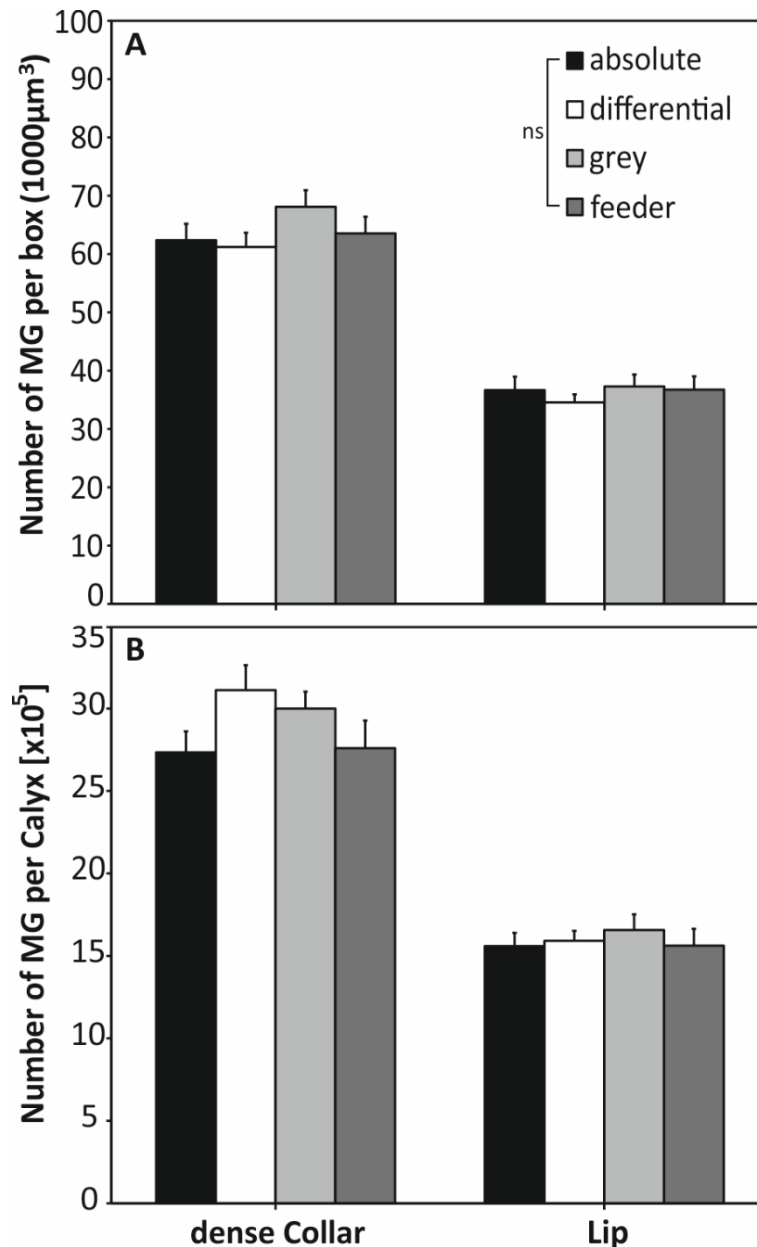 A
Number of MG per box (1000µm³)
100
90
80
70
60
50
40
30
20
10
0
ns
absolute
differential
grey
feeder
B
Number of MG per Calyx [x10⁵]
35
30
25
20
15
10
5
0
dense Collar
Lip